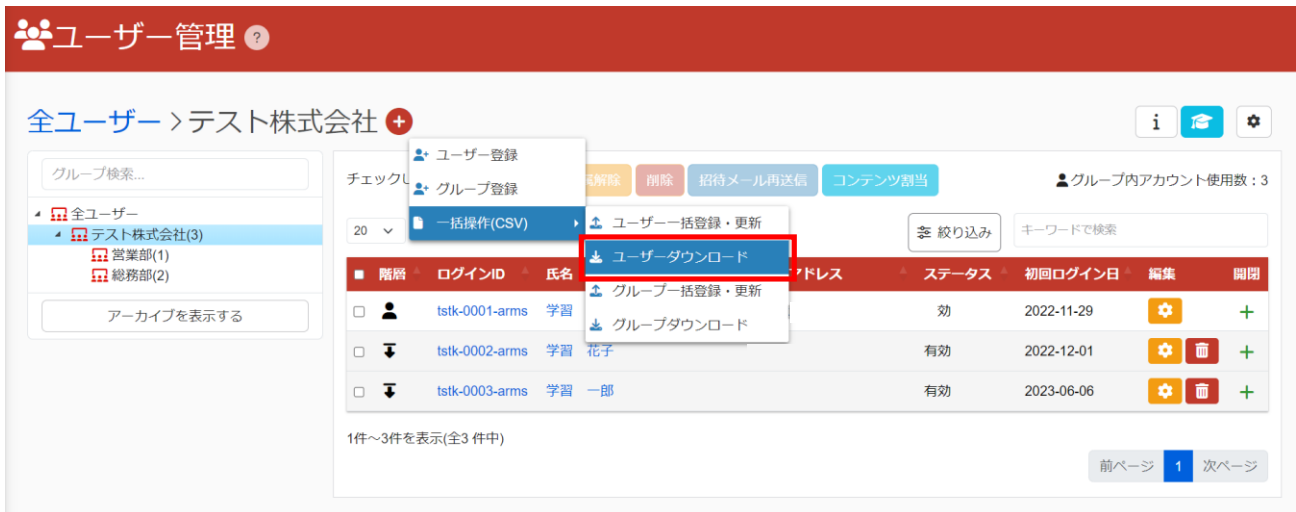 ユーザー管理 ?
全ユーザー > テスト株式会社 +
i
グループ検索...
全ユーザー
テスト株式会社(3)
営業部(1)
総務部(2)
アーカイブを表示する
ユーザー登録
グループ登録
一括操作(CSV)
ユーザー一括登録・更新
ユーザーダウンロード
グループ一括登録・更新
グループダウンロード
チェックし 解除 削除 招待メール再送信 コンテンツ割当 グループ内アカウント使用数:3
20 絞り込み キーワードで検索
階層 ログインID 氏名 アドレス ステータス 初回ログイン日 編集 開閉
tstk-0001-arms 学習 効 2022-11-29
tstk-0002-arms 学習 花子 有効 2022-12-01
tstk-0003-arms 学習 一郎 有効 2023-06-06
1件～3件を表示(全3 件中)
前ページ 1 次ページ